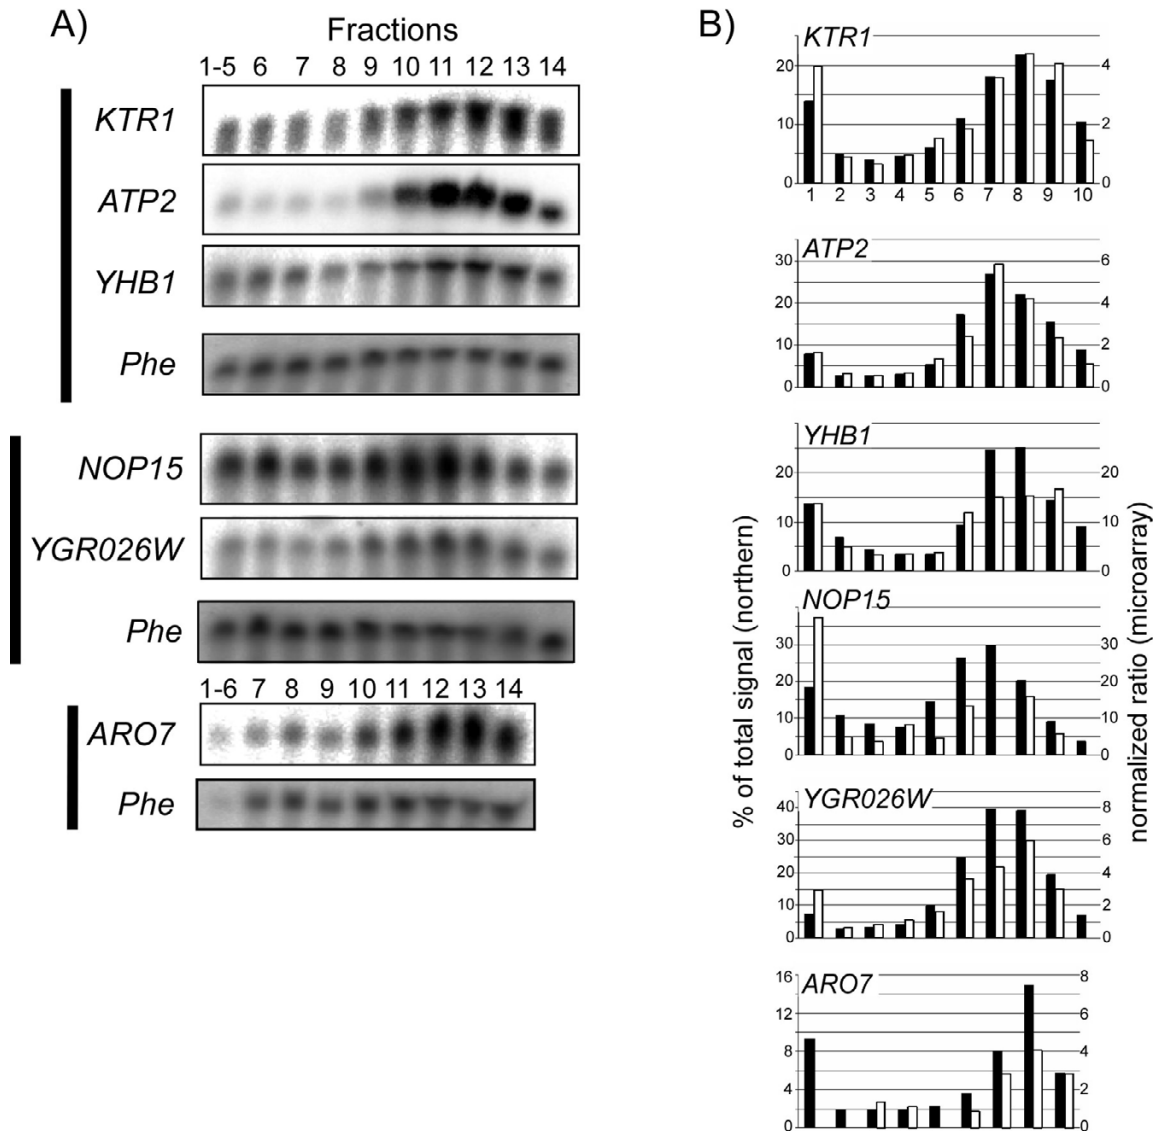 A)
Fractions
1-5 6 7 8 9 10 11 12 13 14
KTR1
ATP2
YHB1
Phe
NOP15
YGR026W
Phe
1-6 7 8 9 10 11 12 13 14
ARO7
Phe
B)
% of total signal (northern)
normalized ratio (microarray)
KTR1
20 4
10 2
0 0
1 2 3 4 5 6 7 8 9 10
ATP2
30 6
20 4
10 2
0 0
YHB1
20 20
10 10
0 0
NOP15
30 30
20 20
10 10
0 0
YGR026W
40 8
30 6
20 4
10 2
0 0
ARO7
16 8
12 6
8 4
4 2
0 0